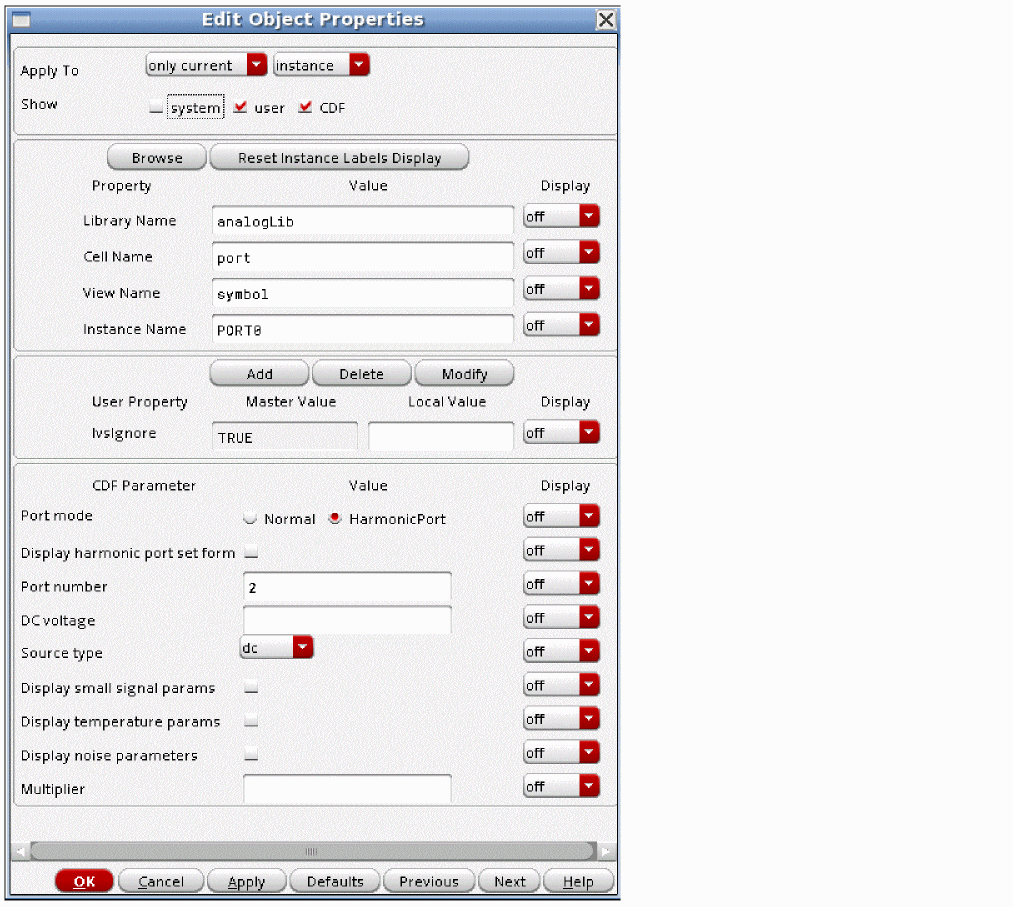 Edit Object Properties
Apply To only current instance
Show system user CDF
Browse Reset Instance Labels Display
Property Value Display
Library Name analogLib off
Cell Name port off
View Name symbol off
Instance Name PORT0 off
Add Delete Modify
User Property Master Value Local Value Display
lvsIgnore TRUE off
CDF Parameter Value Display
Port mode Normal HarmonicPort off
Display harmonic port set form off
Port number 2 off
DC voltage off
Source type dc off
Display small signal params off
Display temperature params off
Display noise parameters off
Multiplier off
OK Cancel Apply Defaults Previous Next Help